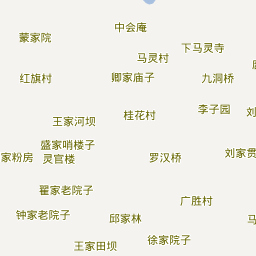 中会庵
蒙家院
下马灵寺
马灵村
红旗村
卿家庙子
九洞桥
李子园
刘
桂花村
王家河坝
盛家哨楼子
家粉房
灵官楼
罗汉桥
刘家贯
翟家老院子
广胜村
钟家老院子
邱家林
马
徐家院子
王家田坝